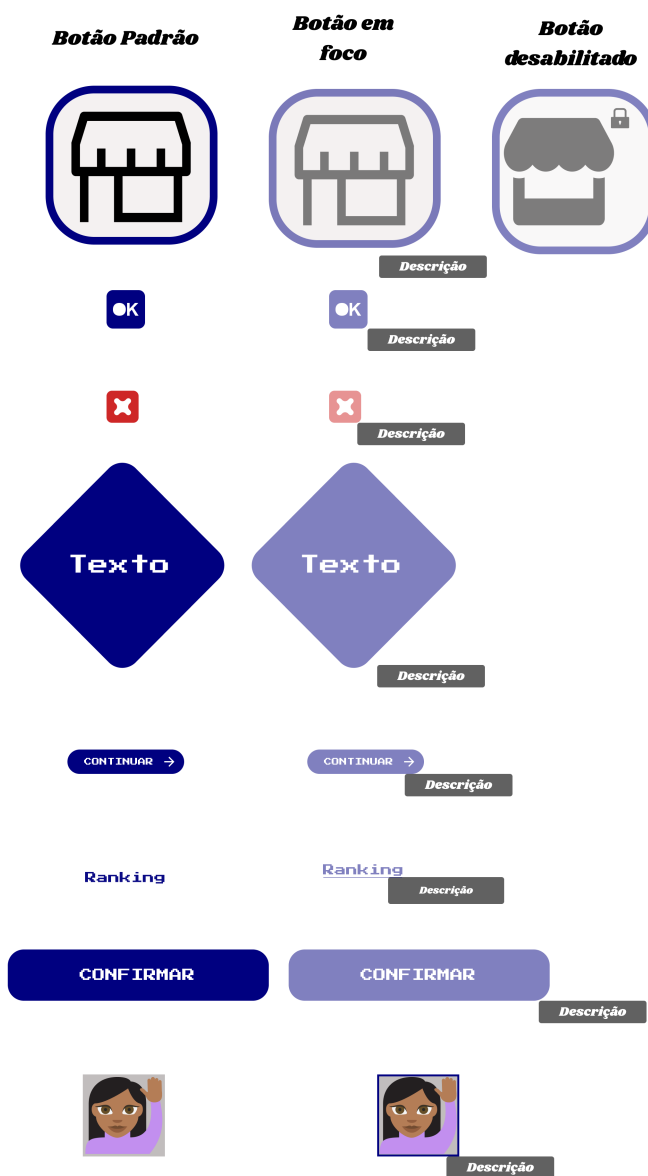 Botão Padrão
Botão em
foco
Botão
desabilitado
Descrição
OK
OK
Descrição
Descrição
Texto
Texto
Descrição
CONTINUAR →
CONTINUAR →
Descrição
Ranking
Ranking
Descrição
CONFIRMAR
CONFIRMAR
Descrição
Descrição